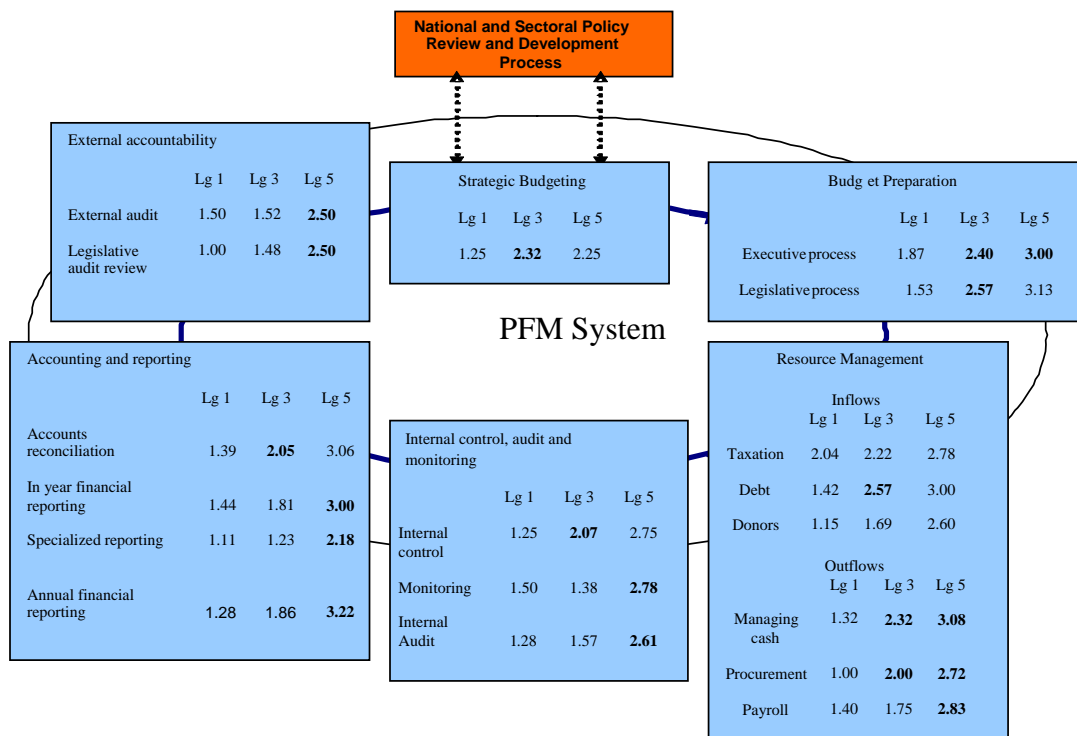 National and Sectoral Policy
Review and Development
Process
External accountability
Lg 1 Lg 3 Lg 5
External audit 1.50 1.52 2.50
Legislative
audit review 1.00 1.48 2.50
Strategic Budgeting
Lg 1 Lg 3 Lg 5
1.25 2.32 2.25
Budg et Preparation
Lg 1 Lg 3 Lg 5
Executive process 1.87 2.40 3.00
Legislative process 1.53 2.57 3.13
PFM System
Accounting and reporting
Lg 1 Lg 3 Lg 5
Accounts
reconciliation 1.39 2.05 3.06
In year financial
reporting 1.44 1.81 3.00
Specialized reporting 1.11 1.23 2.18
Annual financial
reporting 1.28 1.86 3.22
Internal control, audit and
monitoring
Lg 1 Lg 3 Lg 5
Internal
control 1.25 2.07 2.75
Monitoring 1.50 1.38 2.78
Internal
Audit 1.28 1.57 2.61
Resource Management
Inflows
Lg 1 Lg 3 Lg 5
Taxation 2.04 2.22 2.78
Debt 1.42 2.57 3.00
Donors 1.15 1.69 2.60
Outflows
Lg 1 Lg 3 Lg 5
Managing
cash 1.32 2.32 3.08
Procurement 1.00 2.00 2.72
Payroll 1.40 1.75 2.83